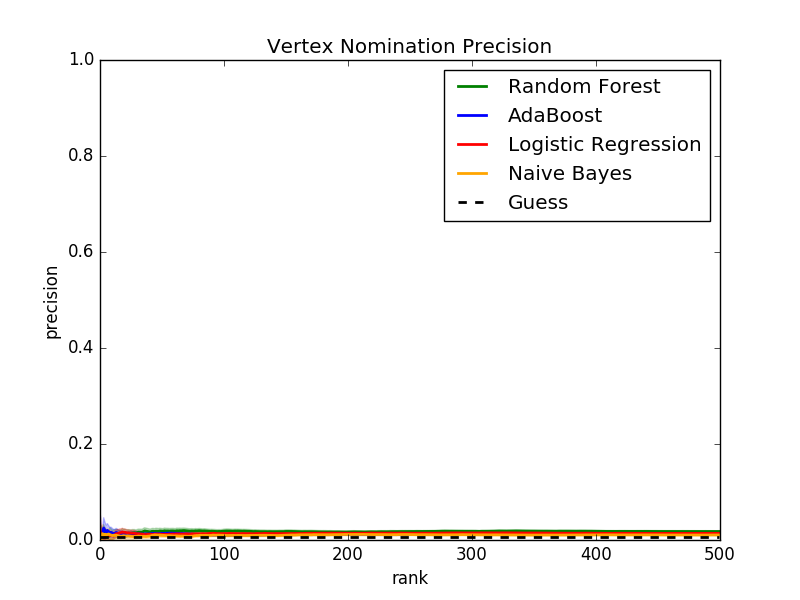 Vertex Nomination Precision
1.0
0.8
0.6
0.4
0.2
0.0
precision
Random Forest
AdaBoost
Logistic Regression
Naive Bayes
Guess
0 100 200 300 400 500
rank